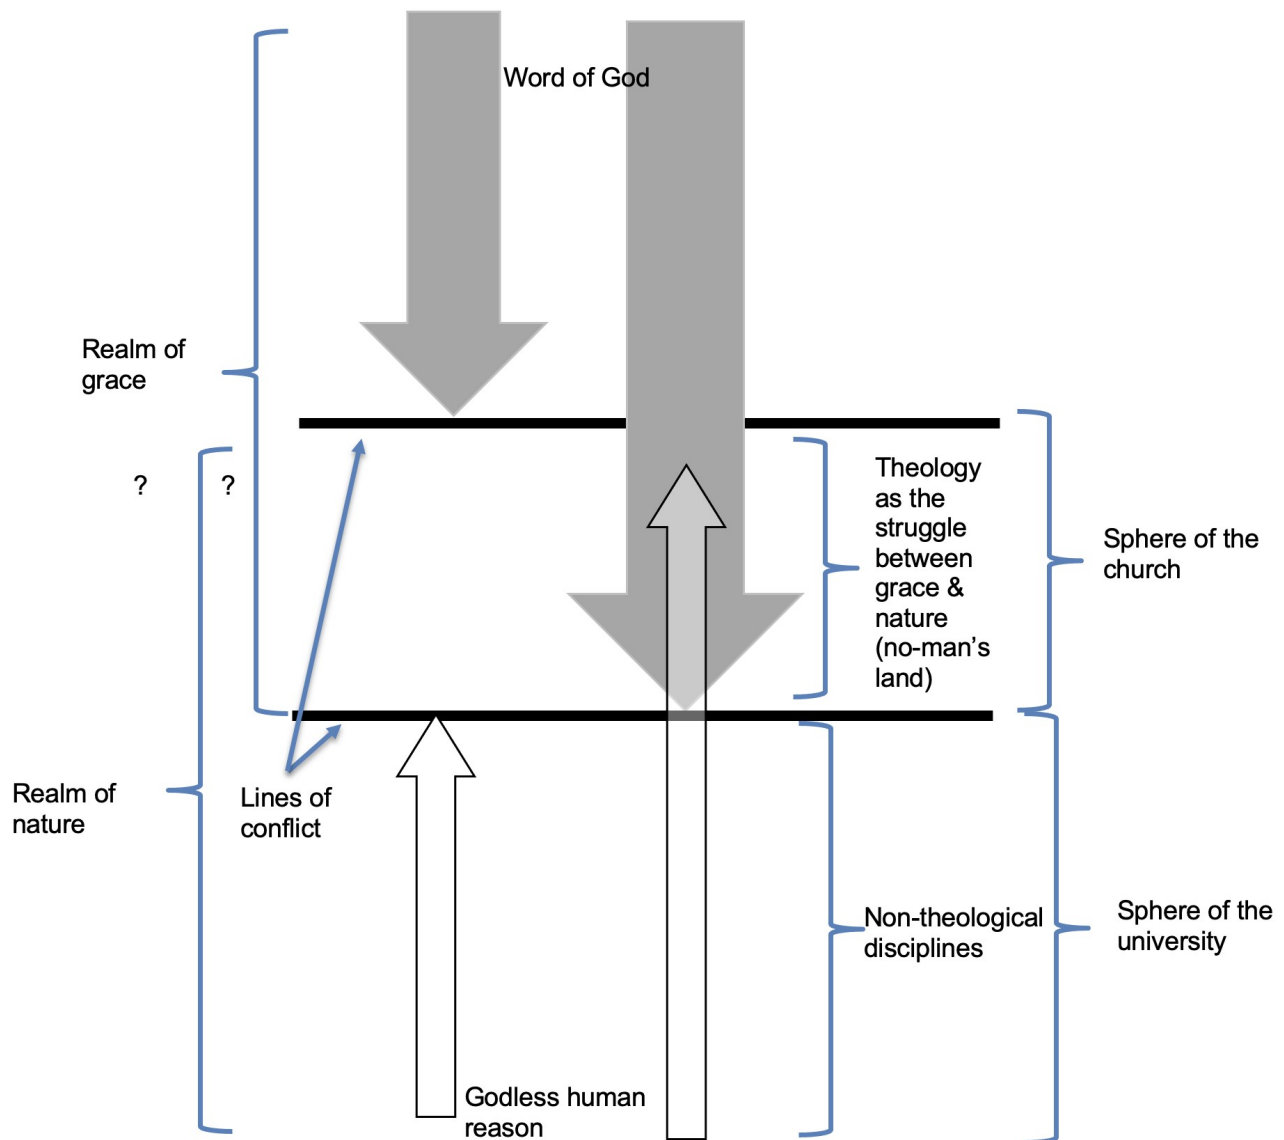 Word of God
Realm of
grace
?
?
Theology
as the
struggle
between
grace &
nature
(no-man’s
land)
Sphere of the
church
Realm of
nature
Lines of
conflict
Non-theological
disciplines
Sphere of the
university
Godless human
reason